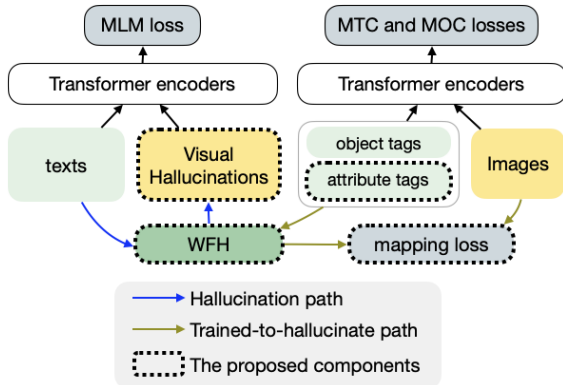 MLM loss
MTC and MOC losses
Transformer encoders
Transformer encoders
texts
Visual
Hallucinations
object tags
attribute tags
Images
WFH
mapping loss
Hallucination path
Trained-to-hallucinate path
The proposed components